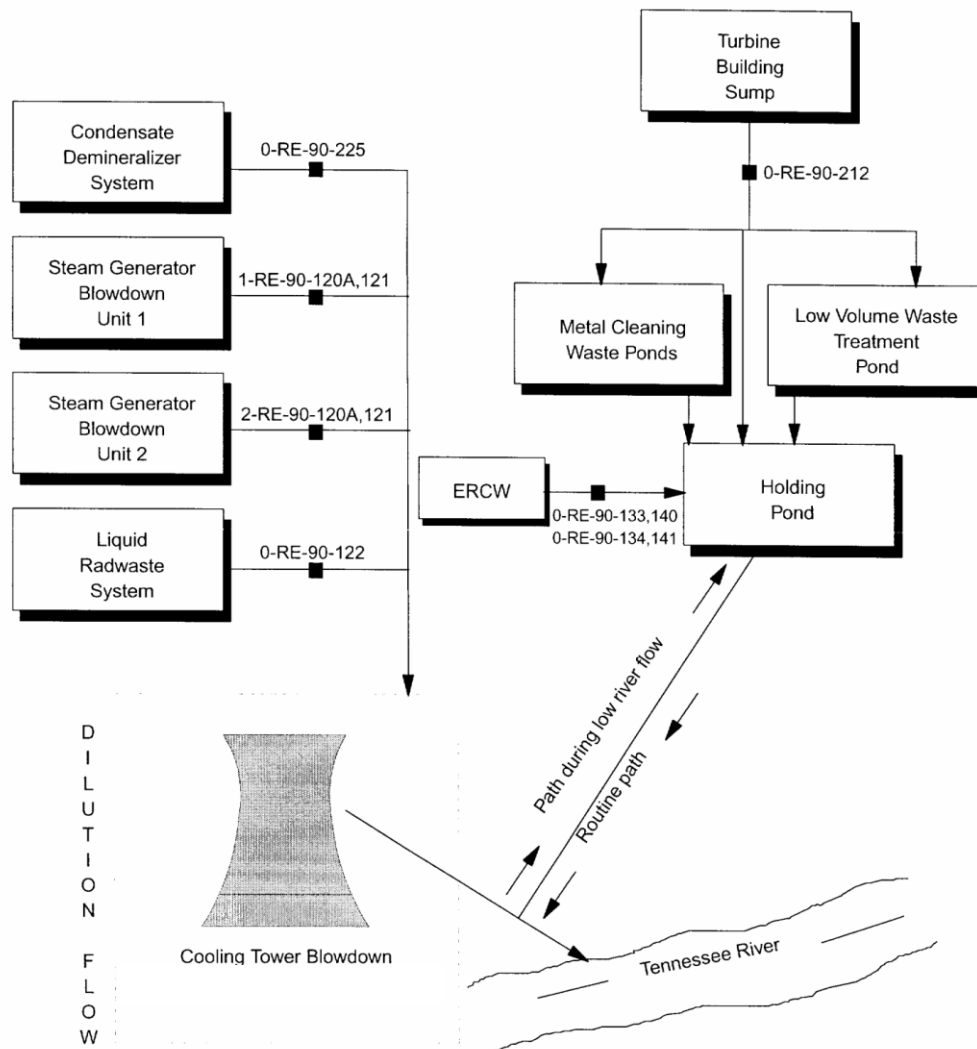 Turbine
Building
Sump
0-RE-90-212
Condensate
Demineralizer
System
0-RE-90-225
Steam Generator
Blowdown
Unit 1
1-RE-90-120A,121
Steam Generator
Blowdown
Unit 2
2-RE-90-120A,121
Liquid
Radwaste
System
0-RE-90-122
Metal Cleaning
Waste Ponds
Low Volume Waste
Treatment
Pond
ERCW
0-RE-90-133,140
0-RE-90-134,141
Holding
Pond
Path during low river flow
Routine path
DILUTION FLOW
Cooling Tower Blowdown
Tennessee River